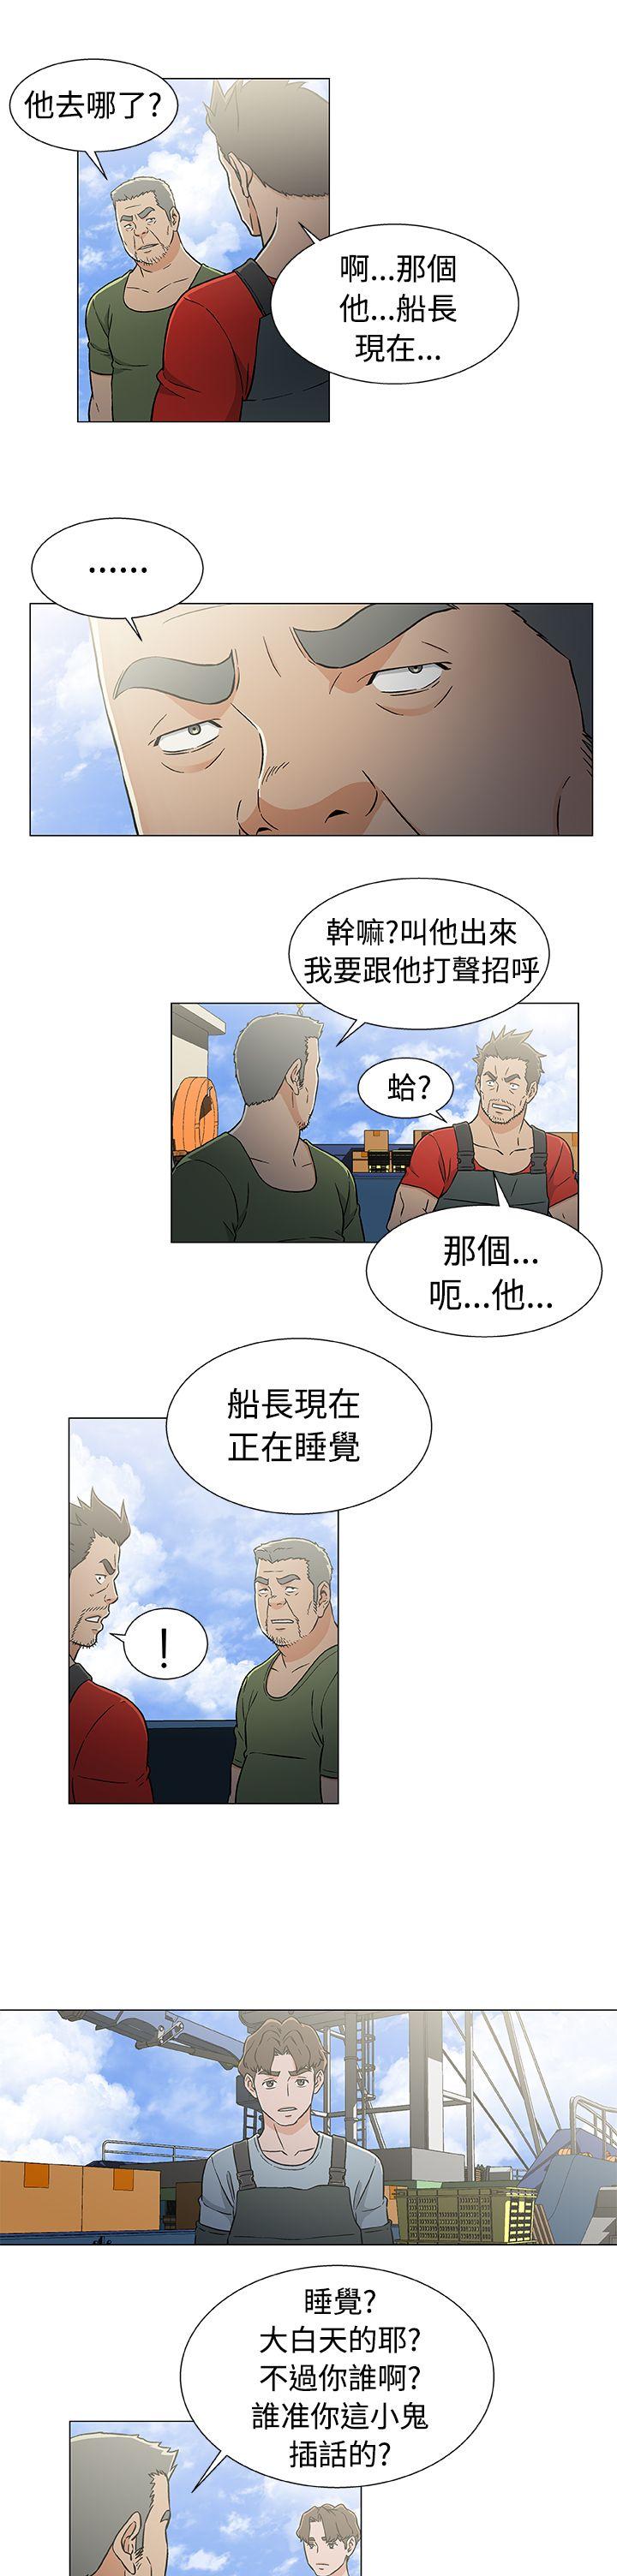 他去哪了?
啊...那個
他...船長
現在...
......
幹嘛?叫他出來
我要跟他打聲招呼
蛤?
那個...
呃...他...
船長現在
正在睡覺
!
睡覺?
大白天的耶?
不過你誰啊?
誰准你這小鬼
插話的?